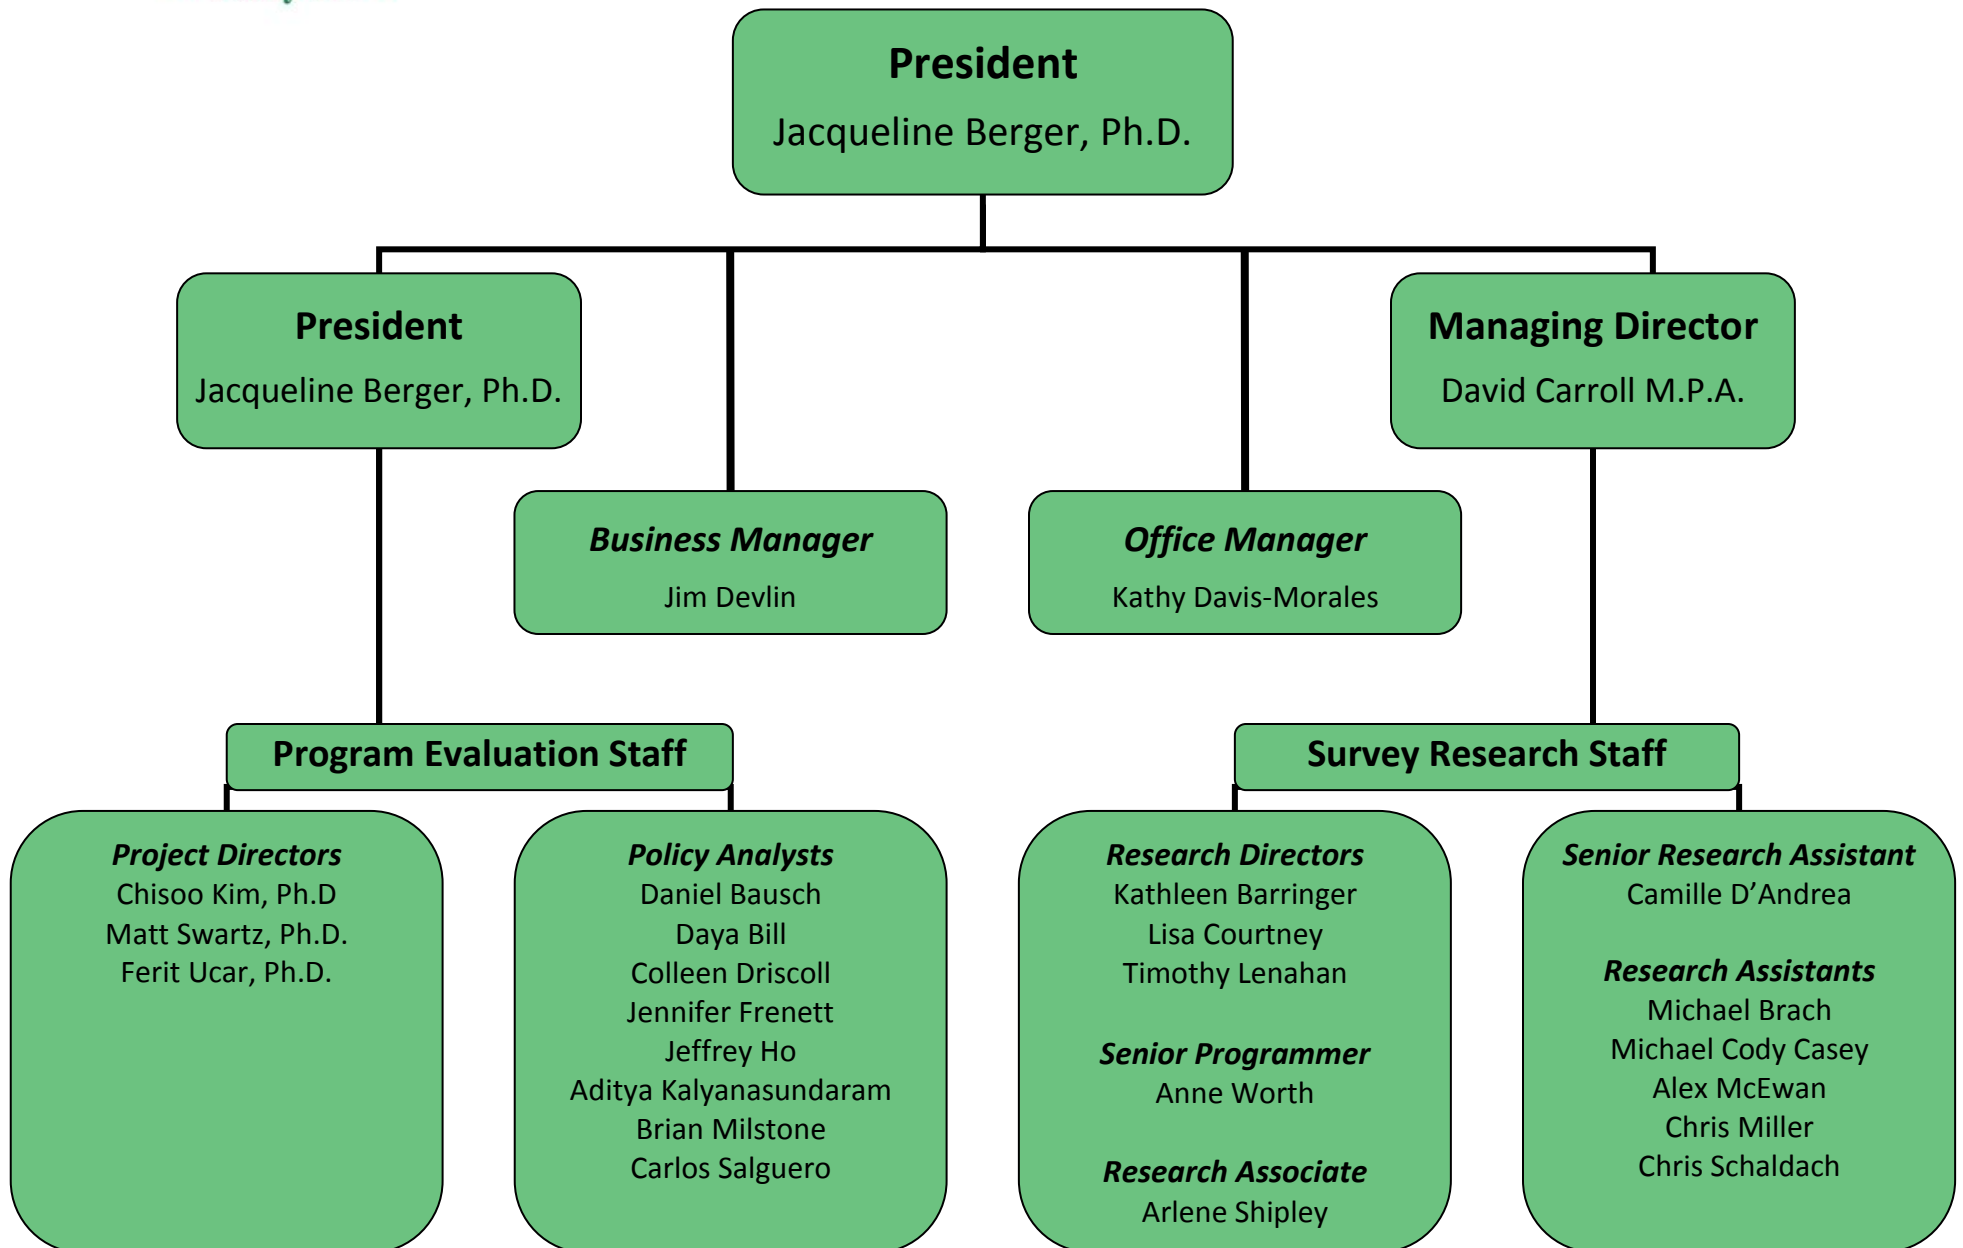 President
Jacqueline Berger, Ph.D.
President
Jacqueline Berger, Ph.D.
Managing Director
David Carroll M.P.A.
Business Manager
Jim Devlin
Office Manager
Kathy Davis-Morales
Program Evaluation Staff
Survey Research Staff
Project Directors
Chisoo Kim, Ph.D
Matt Swartz, Ph.D.
Ferit Ucar, Ph.D.
Policy Analysts
Daniel Bausch
Daya Bill
Colleen Driscoll
Jennifer Frenett
Jeffrey Ho
Aditya Kalyanasundaram
Brian Milstone
Carlos Salguero
Research Directors
Kathleen Barringer
Lisa Courtney
Timothy Lenahan
Senior Programmer
Anne Worth
Research Associate
Arlene Shipley
Senior Research Assistant
Camille D’Andrea
Research Assistants
Michael Brach
Michael Cody Casey
Alex McEwan
Chris Miller
Chris Schaldach